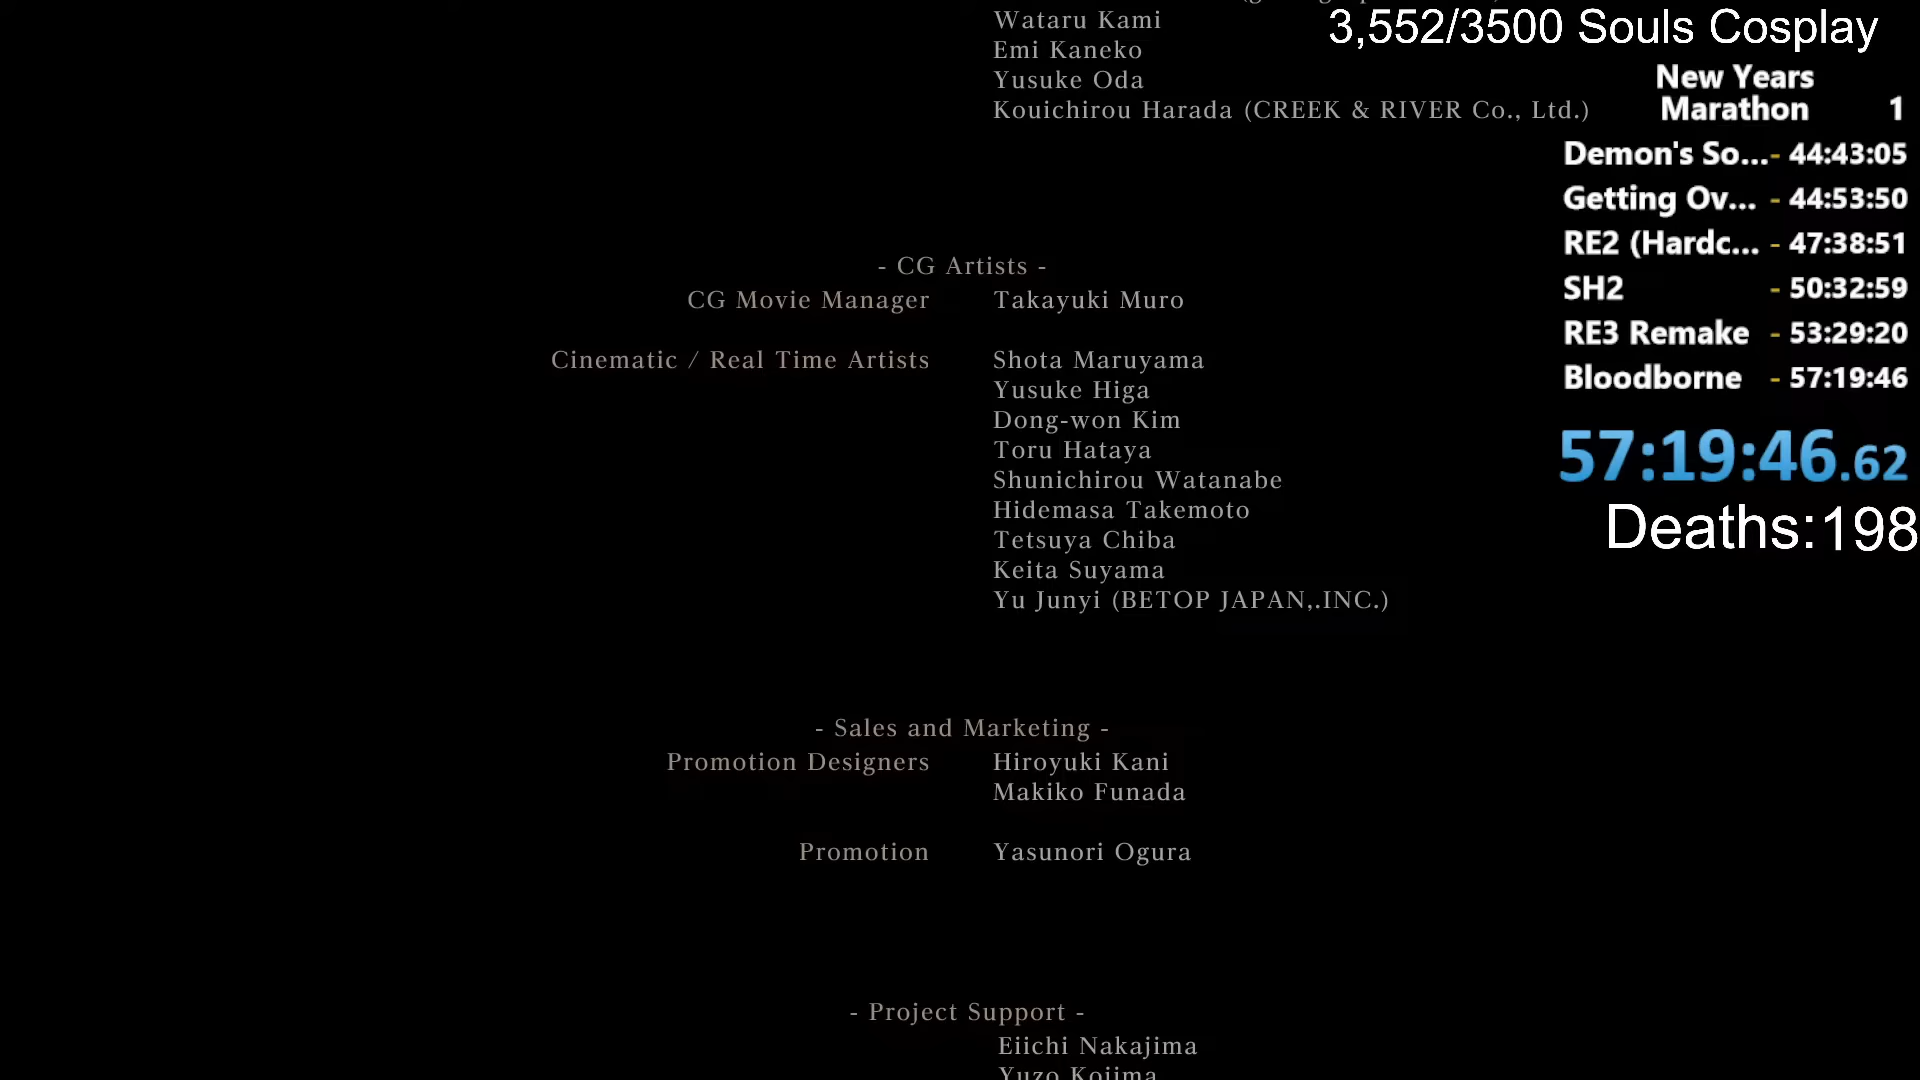 Wataru Kami
Emi Kaneko
Yusuke Oda
Kouichirou Harada (CREEK & RIVER Co., Ltd.)
- CG Artists -
CG Movie Manager Takayuki Muro
Cinematic / Real Time Artists Shota Maruyama
Yusuke Higa
Dong-won Kim
Toru Hataya
Shunichirou Watanabe
Hidemasa Takemoto
Tetsuya Chiba
Keita Suyama
Yu Junyi (BETOP JAPAN,.INC.)
- Sales and Marketing -
Promotion Designers Hiroyuki Kani
Makiko Funada
Promotion Yasunori Ogura
- Project Support -
Eiichi Nakajima
Yuzo Kojima
3,552/3500 Souls Cosplay
New Years
Marathon 1
Demon's So... - 44:43:05
Getting Ov... - 44:53:50
RE2 (Hardc... - 47:38:51
SH2 - 50:32:59
RE3 Remake - 53:29:20
Bloodborne - 57:19:46
57:19:46.62
Deaths:198